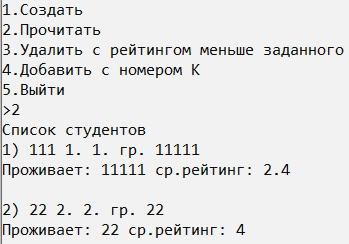 1.Создать
2.Прочитать
3.Удалить с рейтингом меньше заданного
4.Добавить с номером K
5.Выйти
>2
Список студентов
1) 111 1. 1. гр. 11111
Проживает: 11111 ср.рейтинг: 2.4
2) 22 2. 2. гр. 22
Проживает: 22 ср.рейтинг: 4